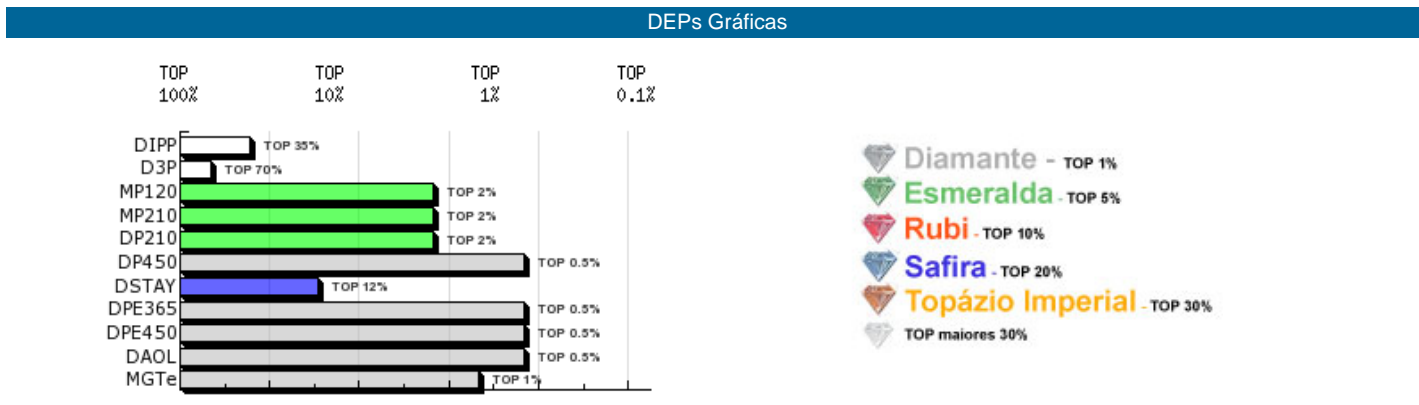 DEPs Gráficas
TOP TOP TOP TOP
100% 10% 1% 0.1%
DIPP TOP 35%
D3P TOP 70%
MP120 TOP 2%
MP210 TOP 2%
DP210 TOP 2%
DP450 TOP 0.5%
DSTAY TOP 12%
DPE365 TOP 0.5%
DPE450 TOP 0.5%
DAOL TOP 0.5%
MGTe TOP 1%
Diamante - TOP 1%
Esmeralda - TOP 5%
Rubi - TOP 10%
Safira - TOP 20%
Topázio Imperial - TOP 30%
TOP maiores 30%